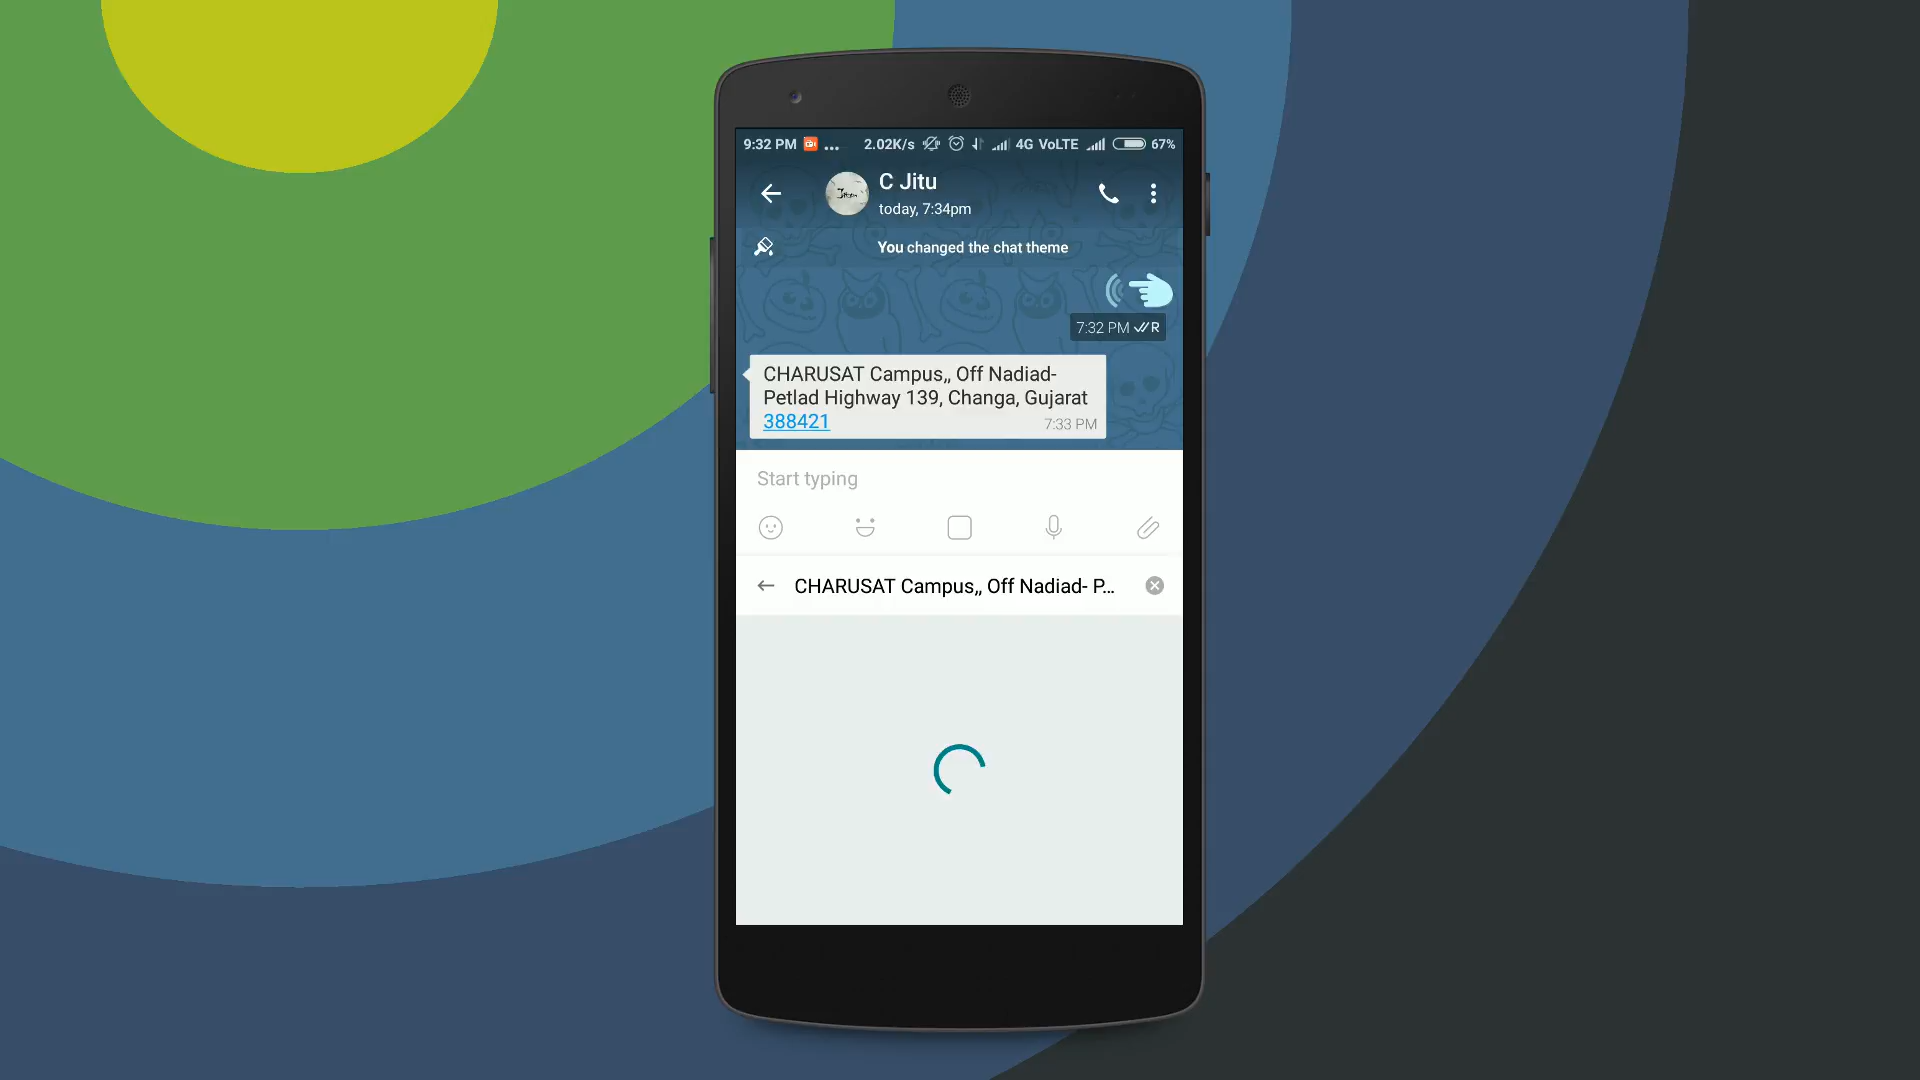 9:32 PM ... 2.02K/s 4G VoLTE 67%
C Jitu
today, 7:34pm
You changed the chat theme
7:32 PM R
CHARUSAT Campus,, Off Nadiad-
Petlad Highway 139, Changa, Gujarat
388421
7:33 PM
Start typing
CHARUSAT Campus,, Off Nadiad- P...